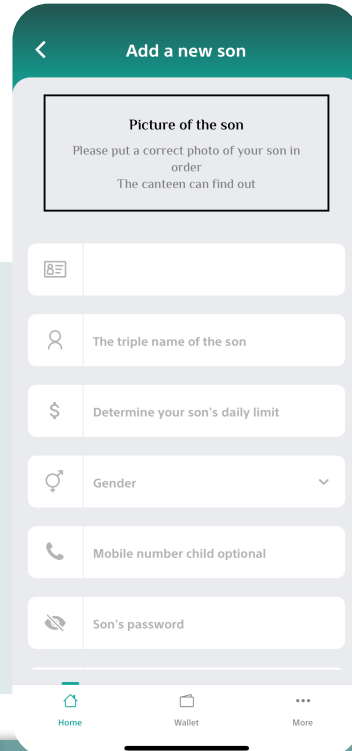 Add a new son
Picture of the son
Please put a correct photo of your son in
order
The canteen can find out
The triple name of the son
$ Determine your son's daily limit
Gender
Mobile number child optional
Son's password
Home Wallet More